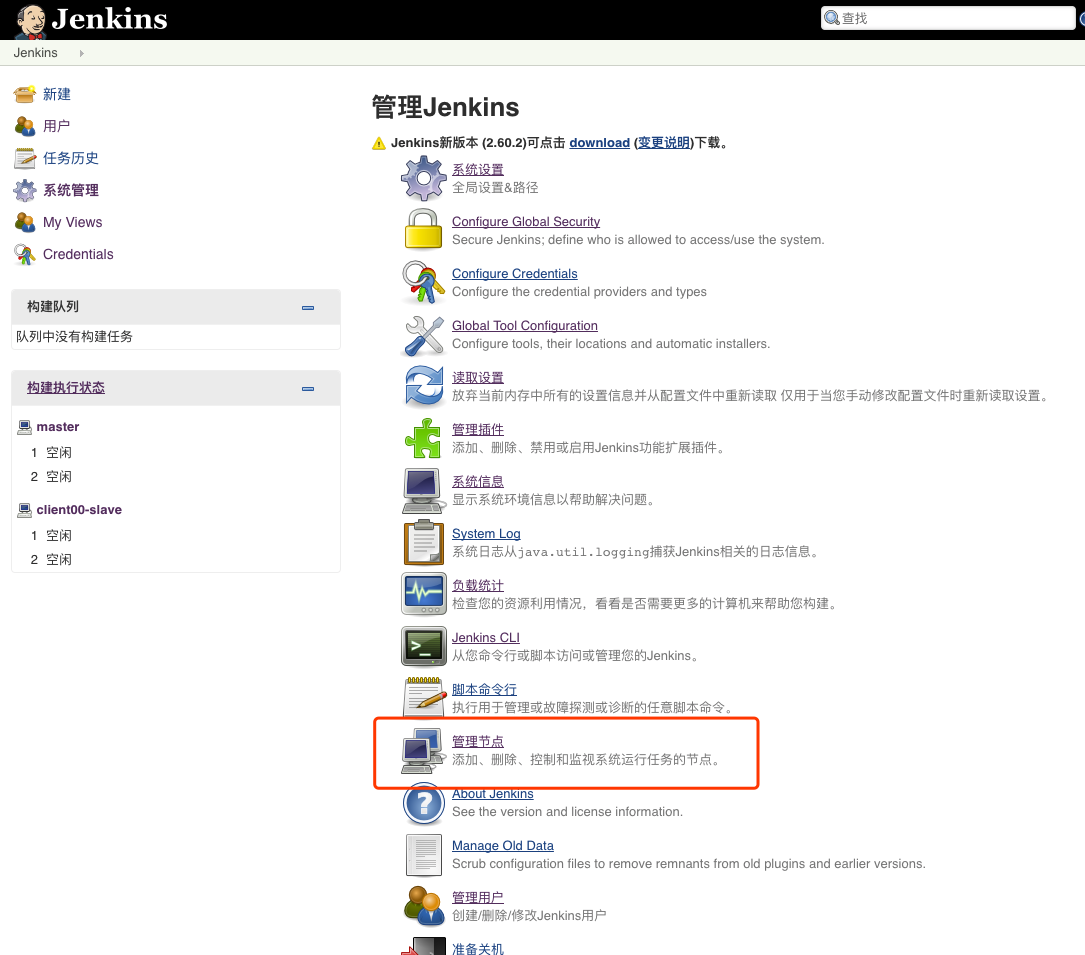 Jenkins
查找
Jenkins
新建
用户
任务历史
系统管理
My Views
Credentials
构建队列
队列中没有构建任务
构建执行状态
master
1 空闲
2 空闲
client00-slave
1 空闲
2 空闲
管理Jenkins
Jenkins新版本 (2.60.2)可点击 download (变更说明)下载。
系统设置
全局设置&路径
Configure Global Security
Secure Jenkins; define who is allowed to access/use the system.
Configure Credentials
Configure the credential providers and types
Global Tool Configuration
Configure tools, their locations and automatic installers.
读取设置
放弃当前内存中所有的设置信息并从配置文件中重新读取 仅用于当您手动修改配置文件时重新读取设置。
管理插件
添加、删除、禁用或启用Jenkins功能扩展插件。
系统信息
显示系统环境信息以帮助解决问题。
System Log
系统日志从java.util.logging捕获Jenkins相关的日志信息。
负载统计
检查您的资源利用情况，看看是否需要更多的计算机来帮助您构建。
Jenkins CLI
从您命令行或脚本访问或管理您的Jenkins。
脚本命令行
执行用于管理或故障探测或诊断的任意脚本命令。
管理节点
添加、删除、控制和监视系统运行任务的节点。
About Jenkins
See the version and license information.
Manage Old Data
Scrub configuration files to remove remnants from old plugins and earlier versions.
管理用户
创建/删除/修改Jenkins用户
准备关机